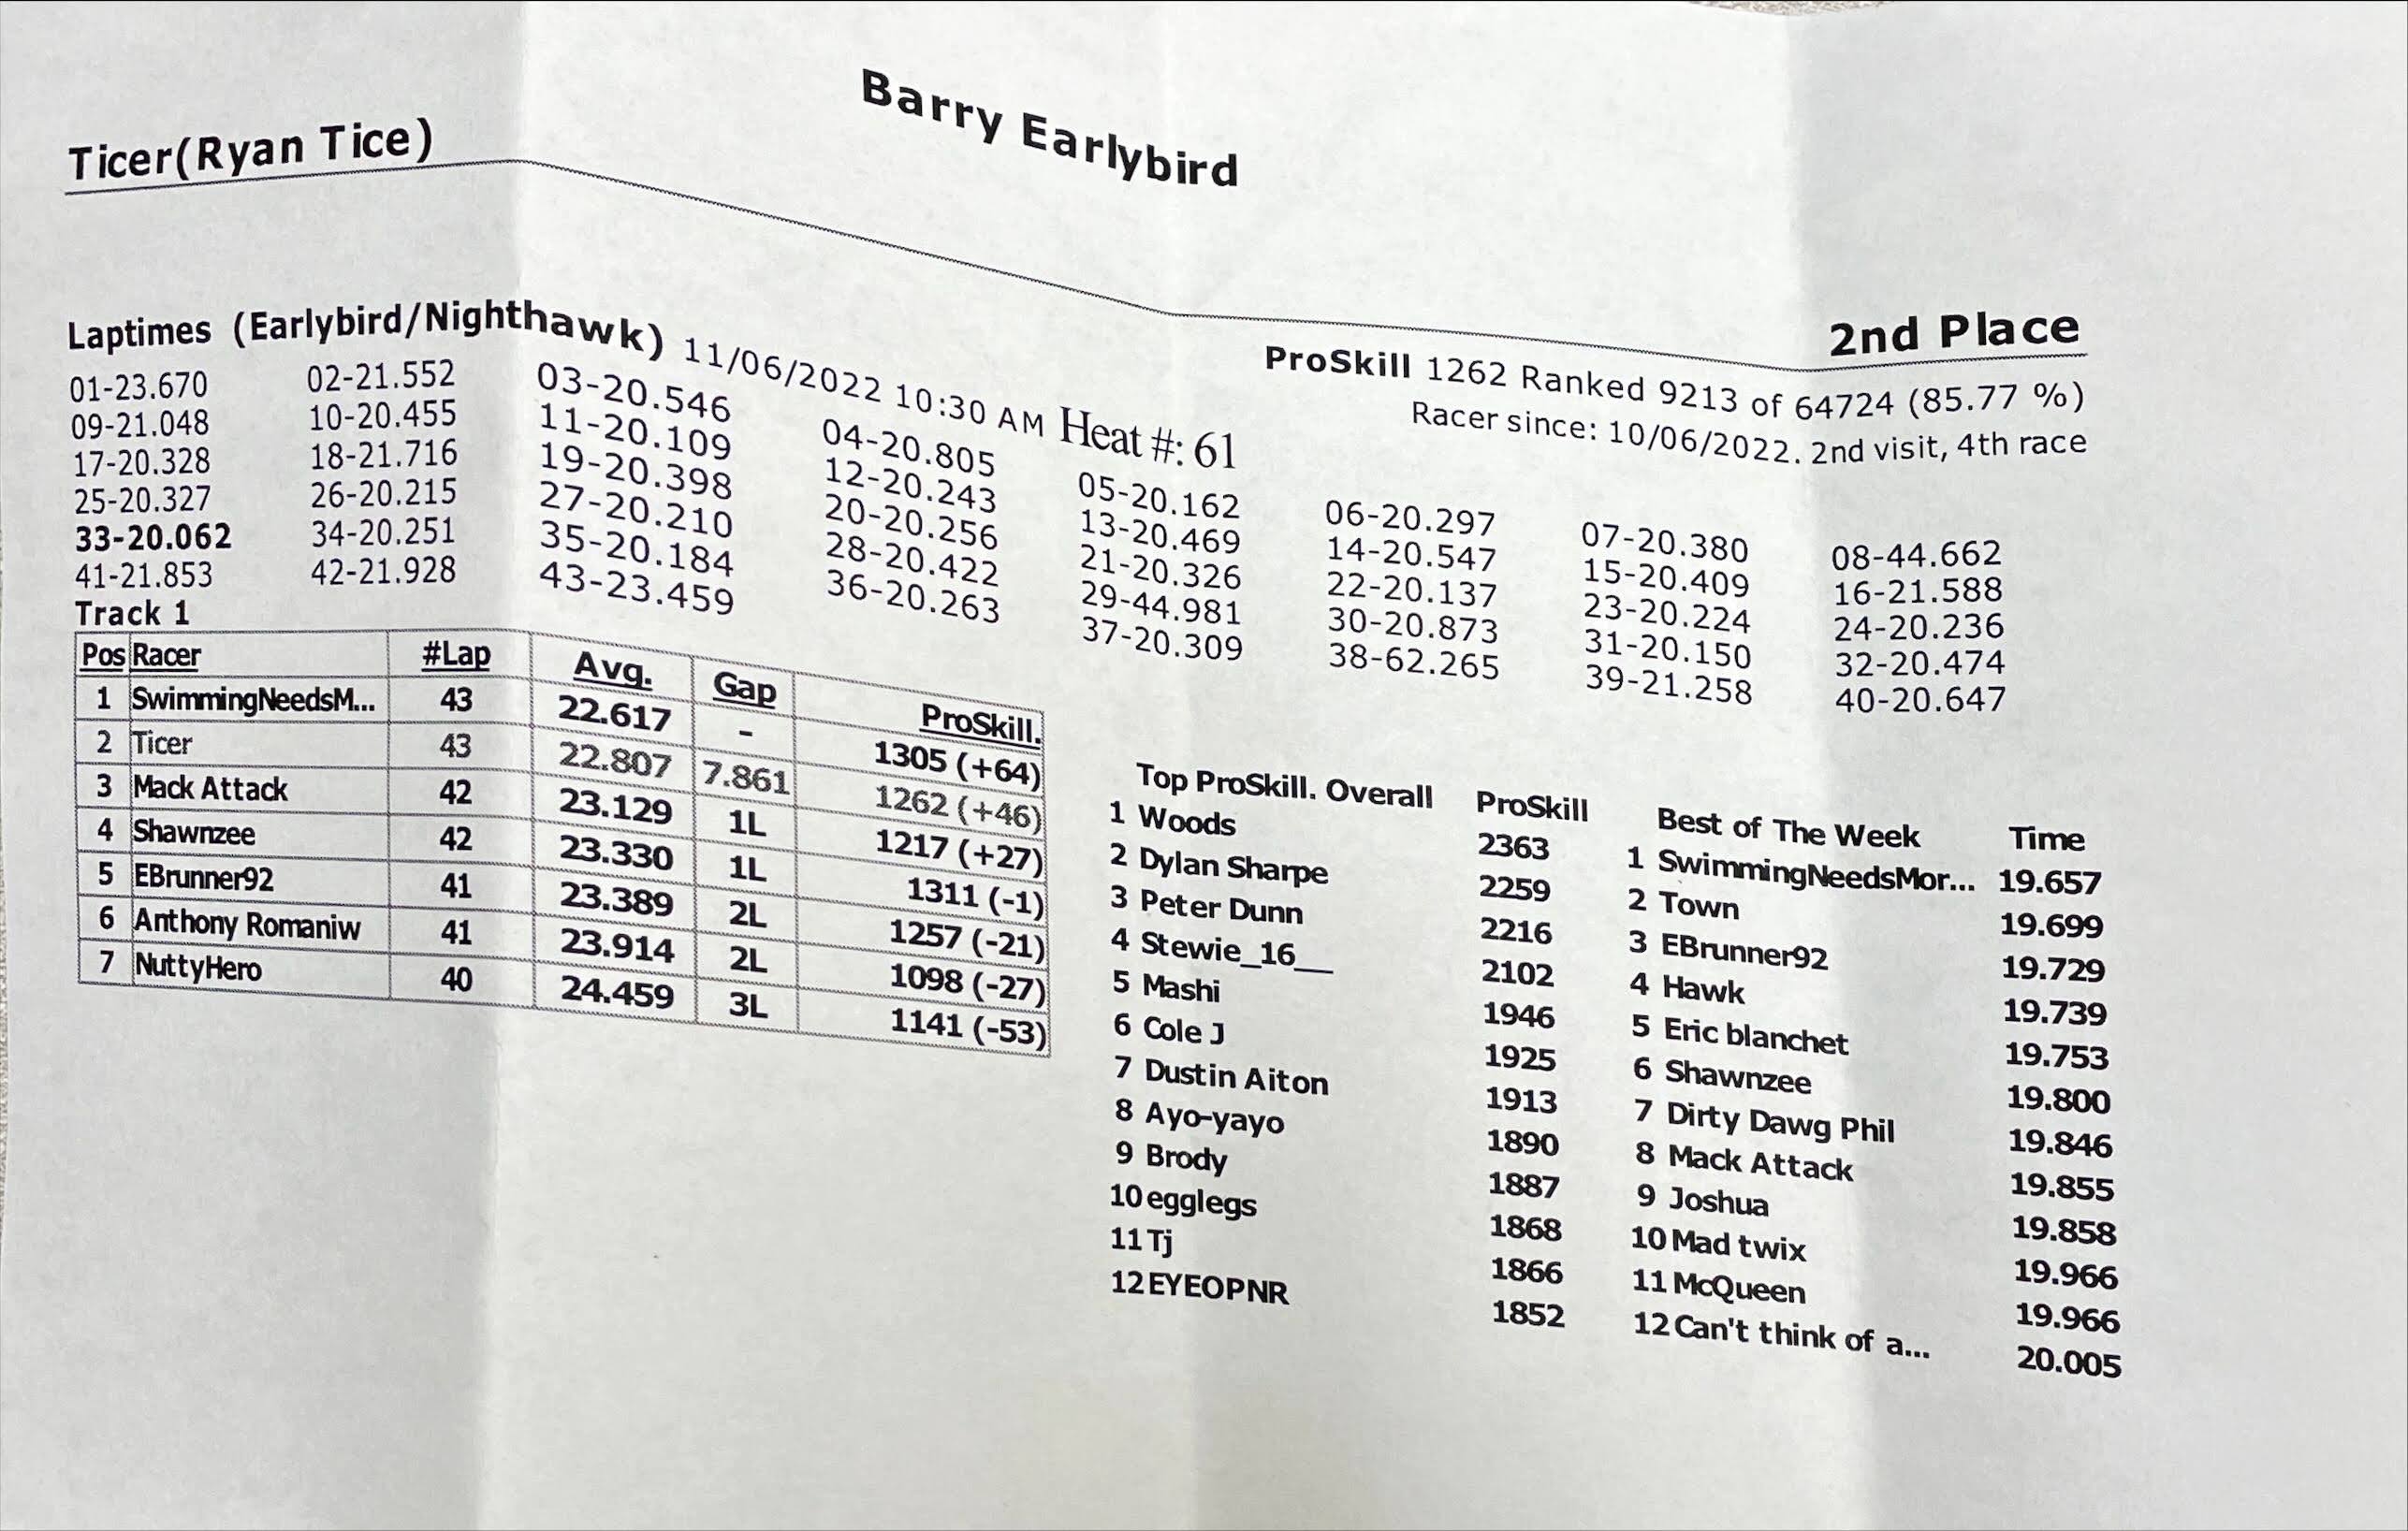 Barry Earlybird
Ticer(Ryan Tice)
2nd Place
Laptimes (Earlybird/Nighthawk) 11/06/2022 10:30 AM Heat #: 61
ProSkill 1262 Ranked 9213 of 64724 (85.77 %)
Racer since: 10/06/2022. 2nd visit, 4th race
01-23.670 02-21.552 03-20.546 04-20.805 05-20.162 06-20.297 07-20.380 08-44.662
09-21.048 10-20.455 11-20.109 12-20.243 13-20.469 14-20.547 15-20.409 16-21.588
17-20.328 18-21.716 19-20.398 20-20.256 21-20.326 22-20.137 23-20.224 24-20.236
25-20.327 26-20.215 27-20.210 28-20.422 29-44.981 30-20.873 31-20.150 32-20.474
33-20.062 34-20.251 35-20.184 36-20.263 37-20.309 38-62.265 39-21.258 40-20.647
41-21.853 42-21.928 43-23.459
Track 1
Pos Racer #Lap Avg. Gap ProSkill.
1 SwimmingNeedsM... 43 22.617 - 1305 (+64)
2 Ticer 43 22.807 7.861 1262 (+46)
3 Mack Attack 42 23.129 1L 1217 (+27)
4 Shawnzee 42 23.330 1L 1311 (-1)
5 EBrunner92 41 23.389 2L 1257 (-21)
6 Anthony Romaniw 41 23.914 2L 1098 (-27)
7 NuttyHero 40 24.459 3L 1141 (-53)
Top ProSkill. Overall ProSkill
1 Woods 2363
2 Dylan Sharpe 2259
3 Peter Dunn 2216
4 Stewie_16__ 2102
5 Mashi 1946
6 Cole J 1925
7 Dustin Aiton 1913
8 Ayo-yayo 1890
9 Brody 1887
10 egglegs 1868
11 Tj 1866
12 EYEOPNR 1852
Best of The Week Time
1 SwimmingNeedsMor... 19.657
2 Town 19.699
3 EBrunner92 19.729
4 Hawk 19.739
5 Eric blanchet 19.753
6 Shawnzee 19.800
7 Dirty Dawg Phil 19.846
8 Mack Attack 19.855
9 Joshua 19.858
10 Mad twix 19.966
11 McQueen 19.966
12 Can't think of a... 20.005